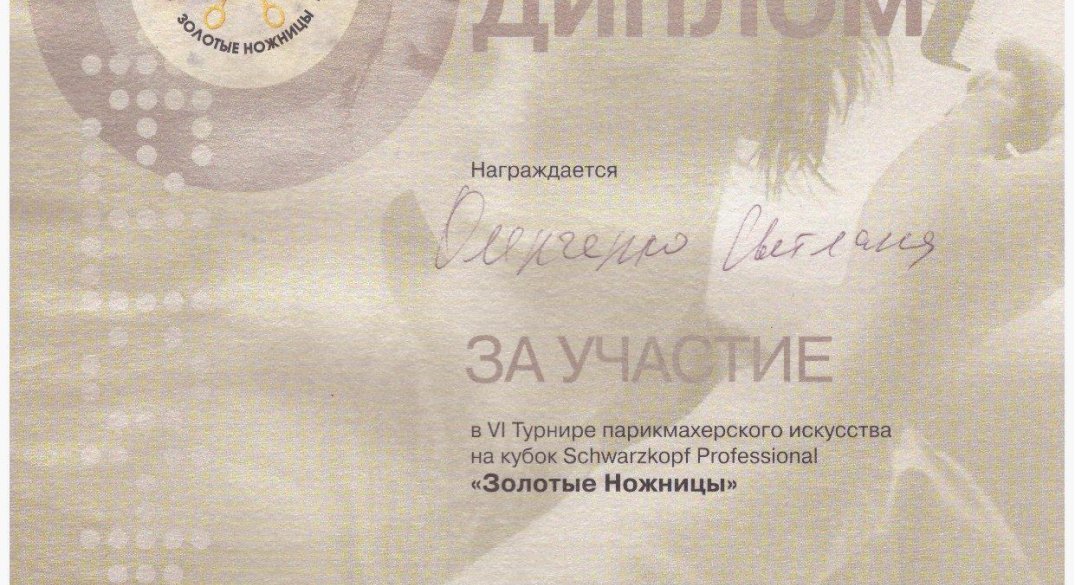 ЗОЛОТЫЕ НОЖНИЦЫ
ДИПЛОМ
Награждается
Светлана
ЗА УЧАСТИЕ
в VI Турнире парикмахерского искусства
на кубок Schwarzkopf Professional
«Золотые Ножницы»